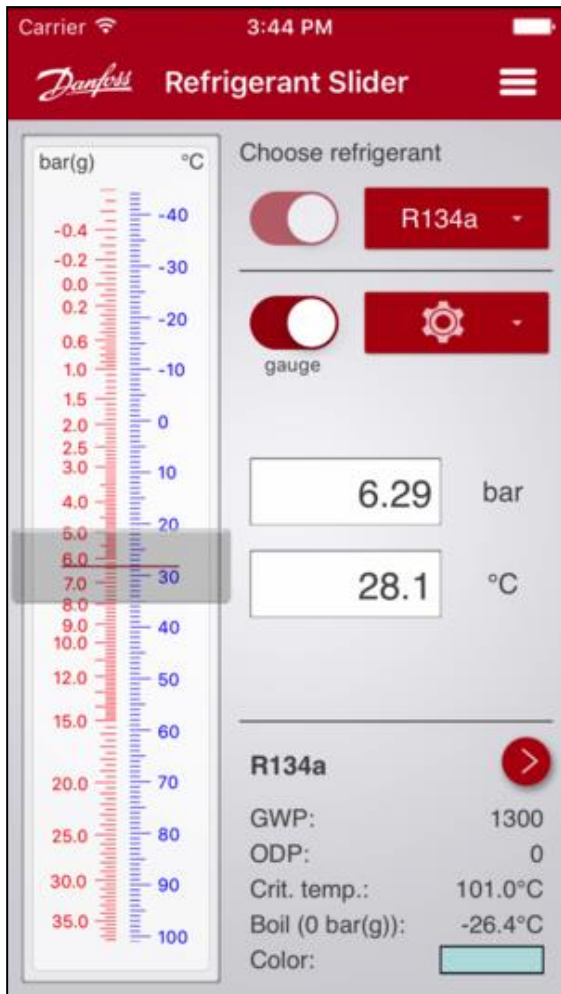 Carrier 3:44 PM
Danfoss Refrigerant Slider
bar(g) °C
-40
-0.4
-0.2
-30
0.0
0.2
-20
0.6
1.0 -10
1.5
2.0 0
2.5
3.0 10
4.0
20
5.0
6.0
7.0 30
8.0
9.0 40
10.0
12.0 50
15.0
60
20.0 70
25.0 80
30.0 90
35.0
100
Choose refrigerant
R134a
gauge
6.29 bar
28.1 °C
R134a
GWP: 1300
ODP: 0
Crit. temp.: 101.0°C
Boil (0 bar(g)): -26.4°C
Color: